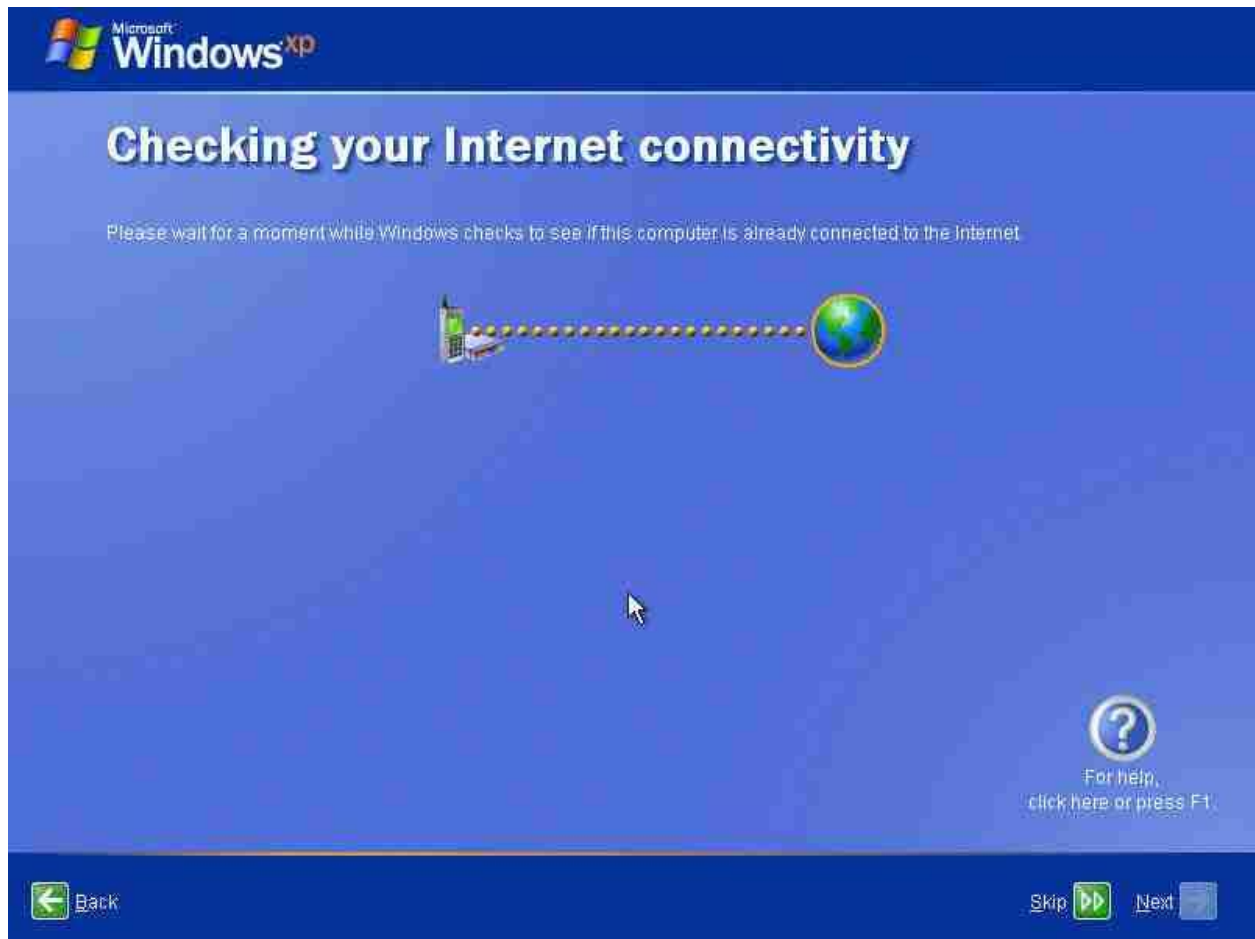 Microsoft
Windows xp
Checking your Internet connectivity
Please wait for a moment while Windows checks to see if this computer is already connected to the Internet.
For help,
click here or press F1.
Back
Skip
Next